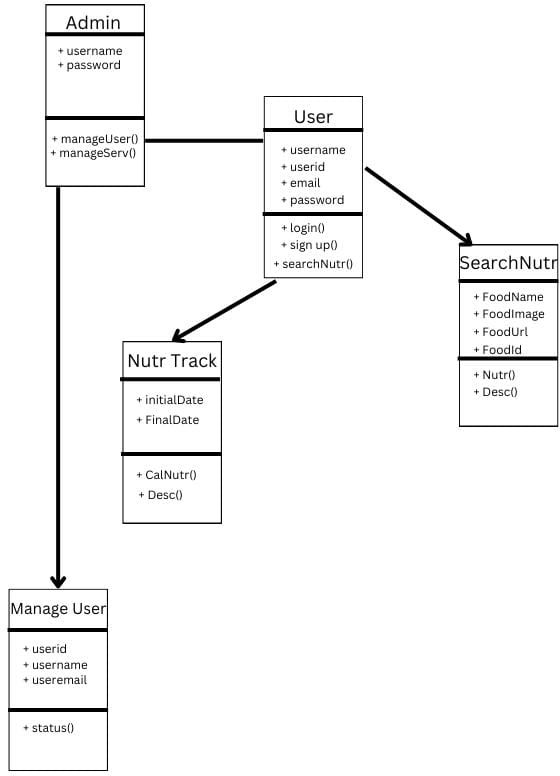 Admin
+ username
+ password
+ manageUser()
+ manageServ()
User
+ username
+ userid
+ email
+ password
+ login()
+ sign up()
+ searchNutr()
SearchNutr
+ FoodName
+ FoodImage
+ FoodUrl
+ FoodId
+ Nutr()
+ Desc()
Nutr Track
+ initialDate
+ FinalDate
+ CalNutr()
+ Desc()
Manage User
+ userid
+ username
+ useremail
+ status()